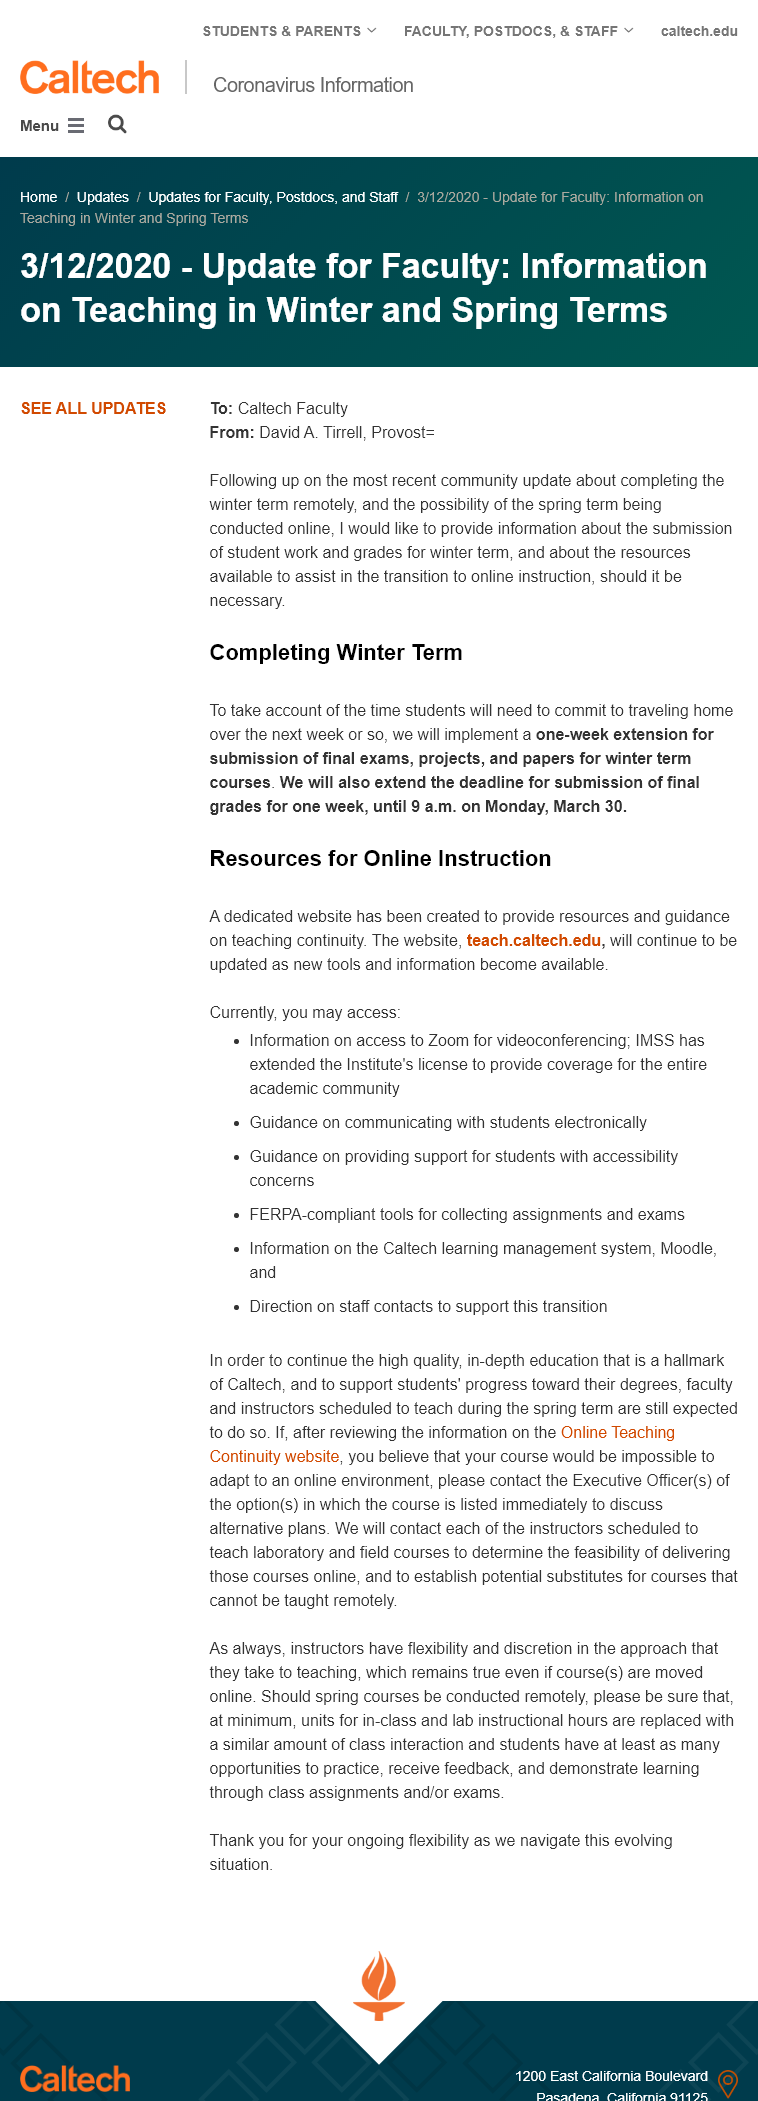 STUDENTS & PARENTS
FACULTY, POSTDOCS, & STAFF
caltech.edu
Caltech
Coronavirus Information
Menu
Home / Updates / Updates for Faculty, Postdocs, and Staff / 3/12/2020 - Update for Faculty: Information on
Teaching in Winter and Spring Terms
3/12/2020 - Update for Faculty: Information
on Teaching in Winter and Spring Terms
SEE ALL UPDATES
To: Caltech Faculty
From: David A. Tirrell, Provost=
Following up on the most recent community update about completing the
winter term remotely, and the possibility of the spring term being
conducted online, I would like to provide information about the submission
of student work and grades for winter term, and about the resources
available to assist in the transition to online instruction, should it be
necessary.
Completing Winter Term
To take account of the time students will need to commit to traveling home
over the next week or so, we will implement a one-week extension for
submission of final exams, projects, and papers for winter term
courses. We will also extend the deadline for submission of final
grades for one week, until 9 a.m. on Monday, March 30.
Resources for Online Instruction
A dedicated website has been created to provide resources and guidance
on teaching continuity. The website, teach.caltech.edu, will continue to be
updated as new tools and information become available.
Currently, you may access:
• Information on access to Zoom for videoconferencing; IMSS has
extended the Institute's license to provide coverage for the entire
academic community
• Guidance on communicating with students electronically
• Guidance on providing support for students with accessibility
concerns
• FERPA-compliant tools for collecting assignments and exams
• Information on the Caltech learning management system, Moodle,
and
• Direction on staff contacts to support this transition
In order to continue the high quality, in-depth education that is a hallmark
of Caltech, and to support students' progress toward their degrees, faculty
and instructors scheduled to teach during the spring term are still expected
to do so. If, after reviewing the information on the Online Teaching
Continuity website, you believe that your course would be impossible to
adapt to an online environment, please contact the Executive Officer(s) of
the option(s) in which the course is listed immediately to discuss
alternative plans. We will contact each of the instructors scheduled to
teach laboratory and field courses to determine the feasibility of delivering
those courses online, and to establish potential substitutes for courses that
cannot be taught remotely.
As always, instructors have flexibility and discretion in the approach that
they take to teaching, which remains true even if course(s) are moved
online. Should spring courses be conducted remotely, please be sure that,
at minimum, units for in-class and lab instructional hours are replaced with
a similar amount of class interaction and students have at least as many
opportunities to practice, receive feedback, and demonstrate learning
through class assignments and/or exams.
Thank you for your ongoing flexibility as we navigate this evolving
situation.
Caltech
1200 East California Boulevard
Pasadena, California 91125